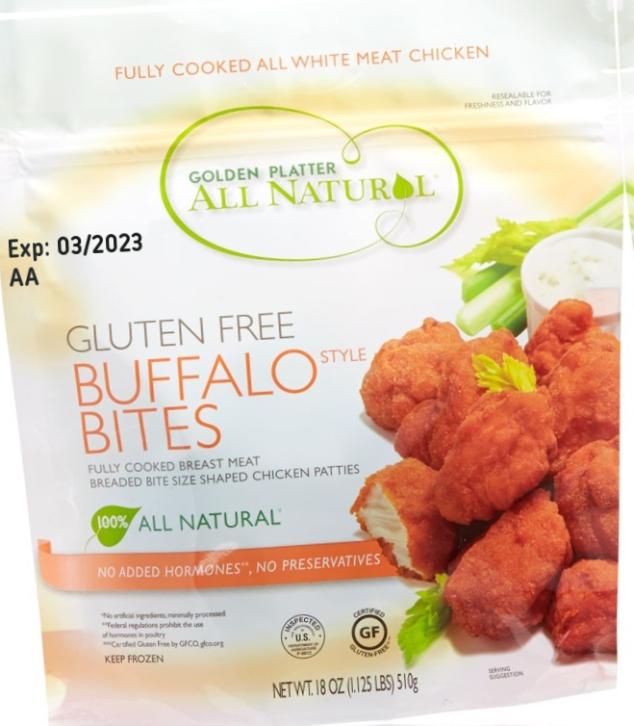 FULLY COOKED ALL WHITE MEAT CHICKEN
RESEALABLE FOR
FRESHNESS AND FLAVOR
GOLDEN PLATTER
ALL NATURAL
Exp: 03/2023
AA
GLUTEN FREE
BUFFALO STYLE
BITES
FULLY COOKED BREAST MEAT
BREADED BITE SIZE SHAPED CHICKEN PATTIES
100% ALL NATURAL*
NO ADDED HORMONES**, NO PRESERVATIVES
*No artificial ingredients, minimally processed
**Federal regulations prohibit the use
of hormones in poultry
***Certified Gluten Free by GFCO, gfco.org
KEEP FROZEN
INSPECTED
U.S.
DEPARTMENT OF
AGRICULTURE
CERTIFIED
GF
GLUTEN-FREE***
NET WT. 18 OZ (1.125 LBS) 510g
SERVING
SUGGESTION